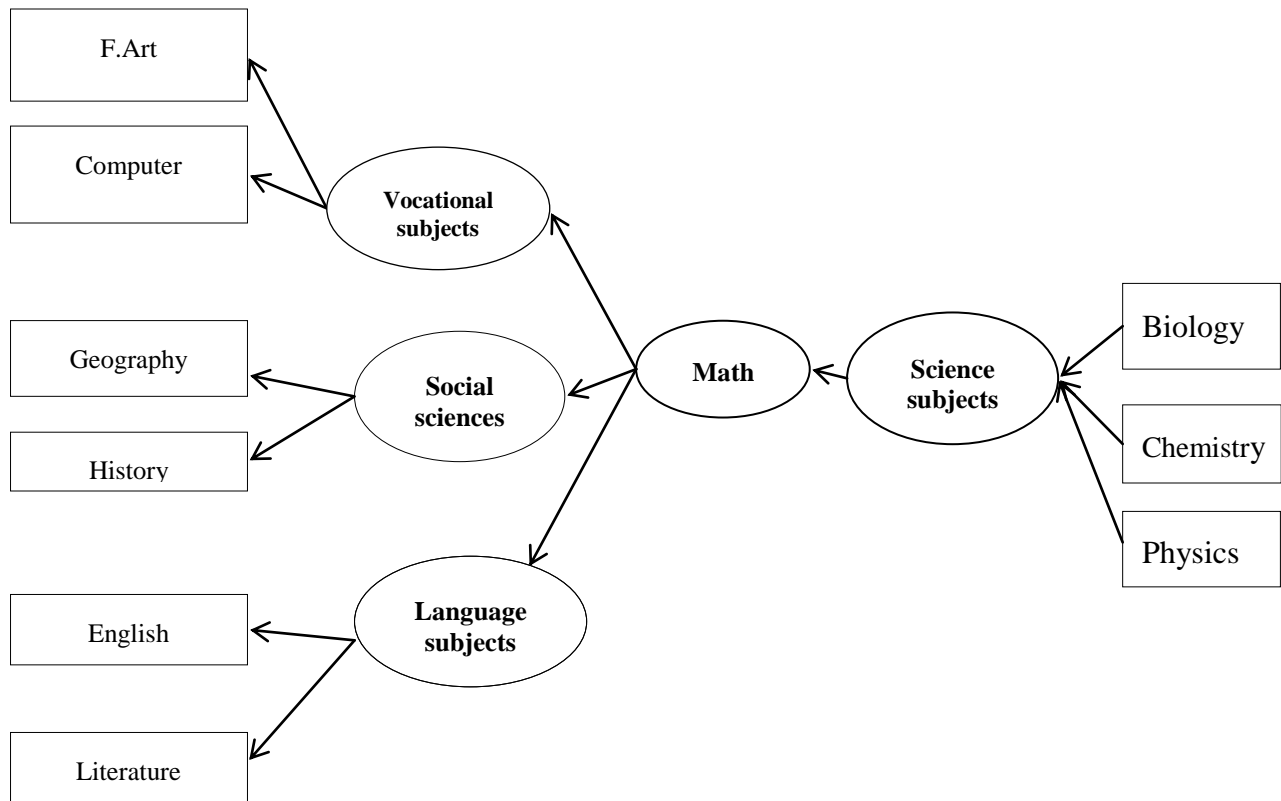 F.Art
Computer
Vocational
subjects
Geography
History
Social
sciences
Math
Science
subjects
Biology
Chemistry
Physics
Language
subjects
English
Literature